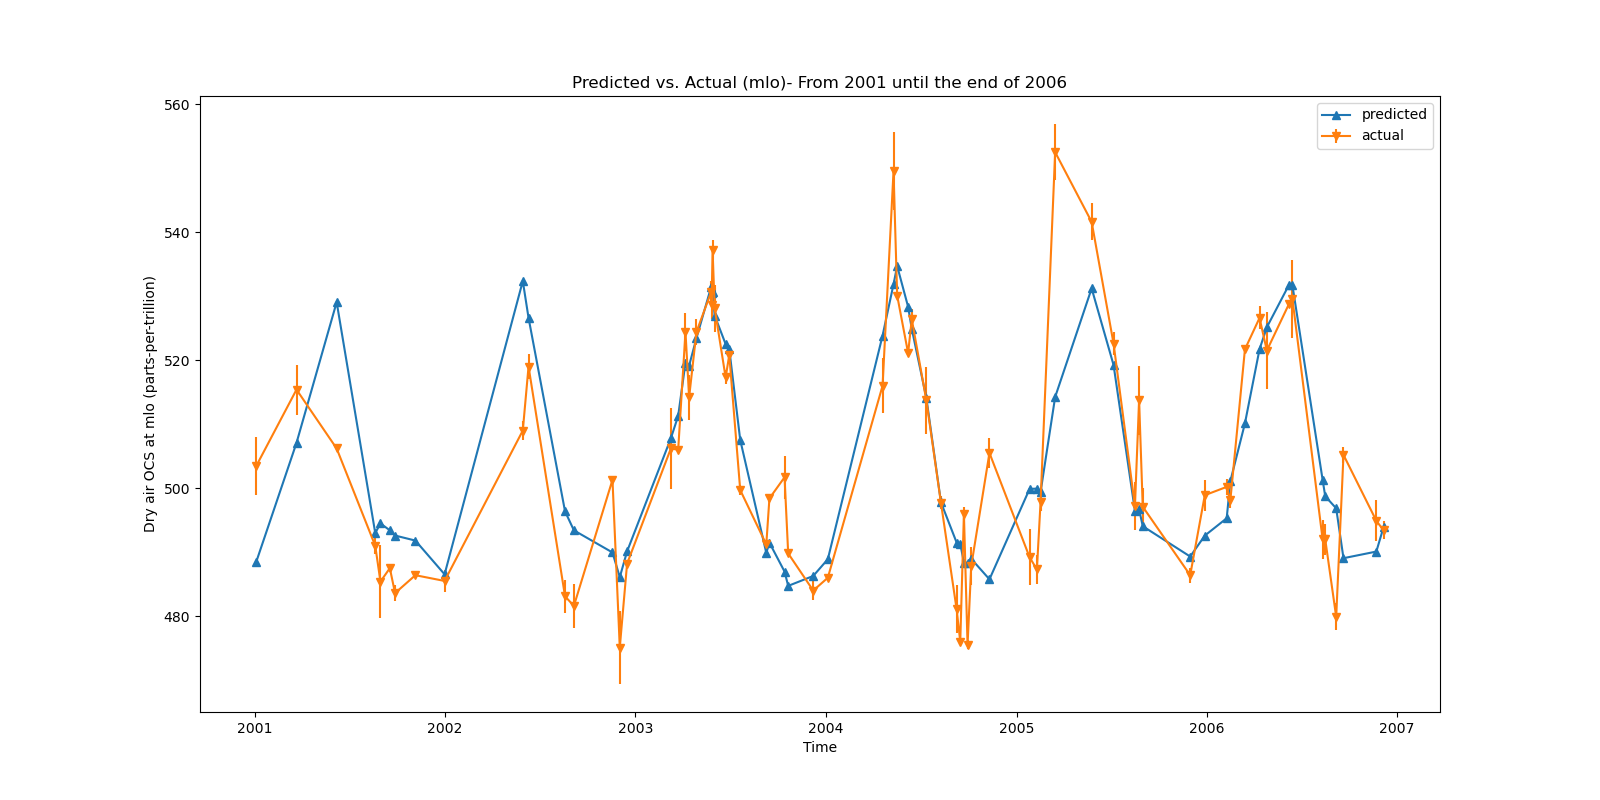 Predicted vs. Actual (mlo)- From 2001 until the end of 2006
predicted
actual
Dry air OCS at mlo (parts-per-trillion)
560
540
520
500
480
2001 2002 2003 2004 2005 2006 2007
Time